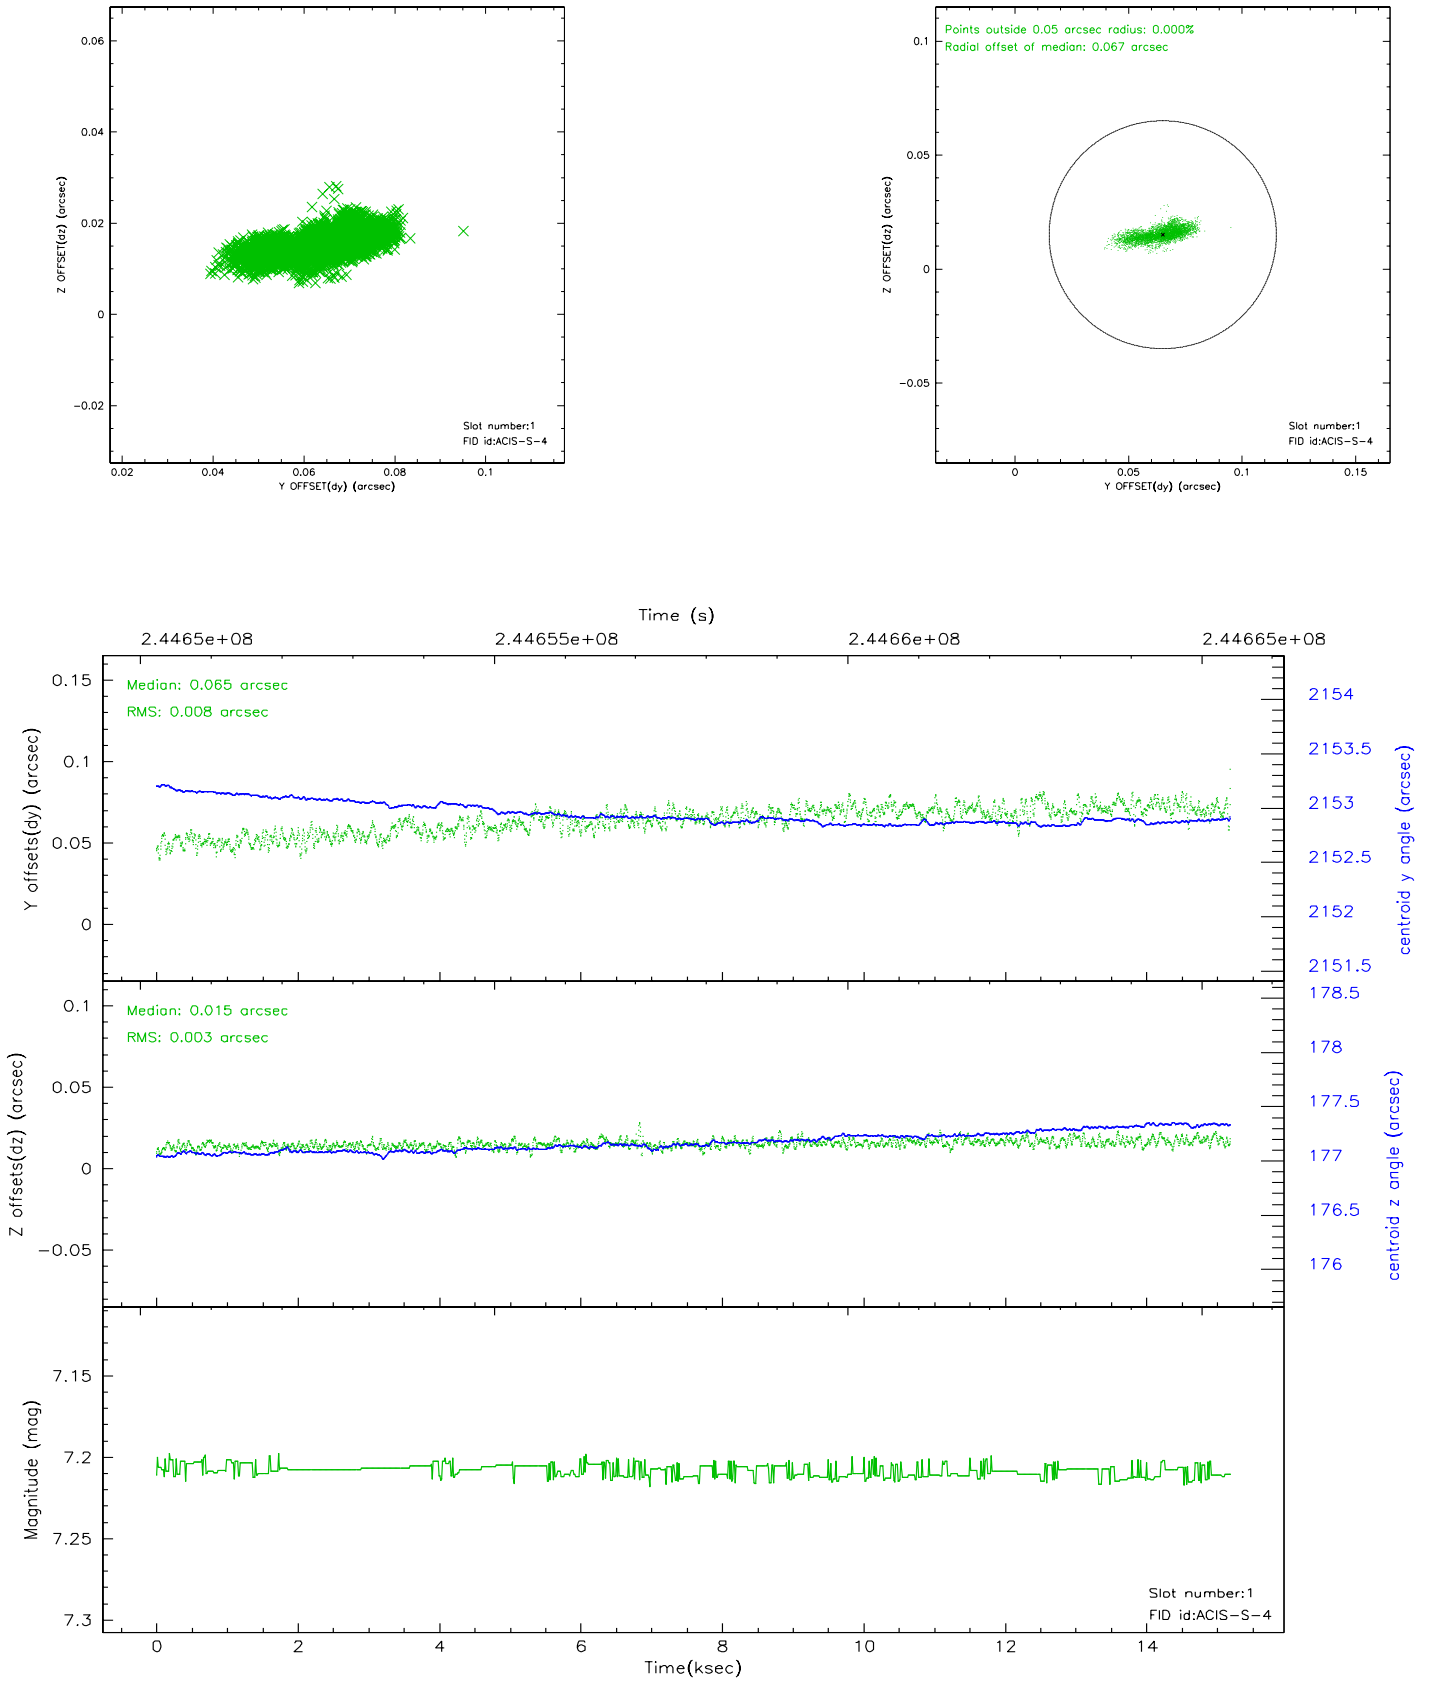 0.06
0.04
0.02
0
−0.02
Z OFFSET(dz) (arcsec)
Slot number:1
FID id:ACIS−S−4
0.02 0.04 0.06 0.08 0.1
Y OFFSET(dy) (arcsec)
Points outside 0.05 arcsec radius: 0.000%
Radial offset of median: 0.067 arcsec
0.1
0.05
0
−0.05
Z OFFSET(dz) (arcsec)
Slot number:1
FID id:ACIS−S−4
0 0.05 0.1 0.15
Y OFFSET(dy) (arcsec)
Time (s)
2.4465e+08 2.44655e+08 2.4466e+08 2.44665e+08
Median: 0.065 arcsec
RMS: 0.008 arcsec
0.15
0.1
0.05
0
Y offsets(dy) (arcsec)
2154
2153.5
2153
2152.5
2152
2151.5
centroid y angle (arcsec)
Median: 0.015 arcsec
RMS: 0.003 arcsec
0.1
0.05
0
−0.05
Z offsets(dz) (arcsec)
178.5
178
177.5
177
176.5
176
centroid z angle (arcsec)
7.15
7.2
7.25
7.3
Magnitude (mag)
Slot number:1
FID id:ACIS−S−4
0 2 4 6 8 10 12 14
Time(ksec)